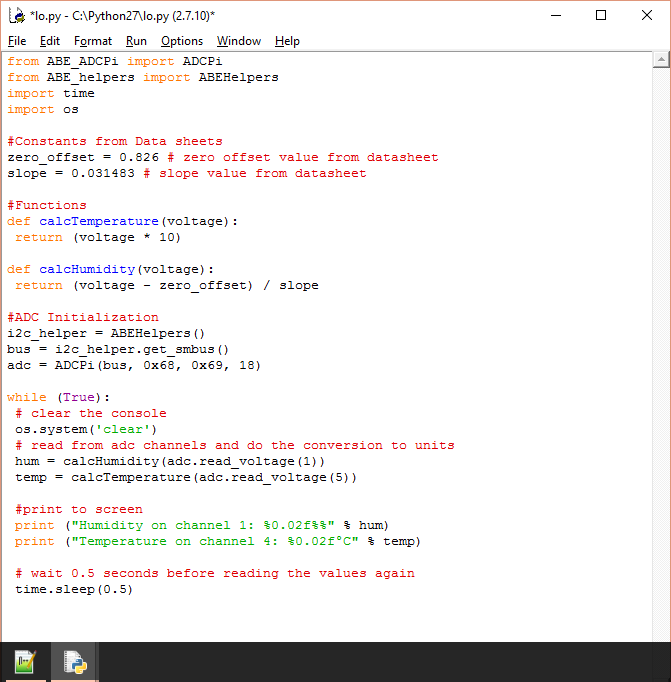 *lo.py - C:\Python27\lo.py (2.7.10)*
File Edit Format Run Options Window Help
from ABE_ADCPi import ADCPi
from ABE_helpers import ABEHelpers
import time
import os

#Constants from Data sheets
zero_offset = 0.826 # zero offset value from datasheet
slope = 0.031483 # slope value from datasheet

#Functions
def calcTemperature(voltage):
 return (voltage * 10)

def calcHumidity(voltage):
 return (voltage - zero_offset) / slope

#ADC Initialization
i2c_helper = ABEHelpers()
bus = i2c_helper.get_smbus()
adc = ADCPi(bus, 0x68, 0x69, 18)

while (True):
 # clear the console
 os.system('clear')
 # read from adc channels and do the conversion to units
 hum = calcHumidity(adc.read_voltage(1))
 temp = calcTemperature(adc.read_voltage(5))

 #print to screen
 print ("Humidity on channel 1: %0.02f%%" % hum)
 print ("Temperature on channel 4: %0.02f°C" % temp)

 # wait 0.5 seconds before reading the values again
 time.sleep(0.5)